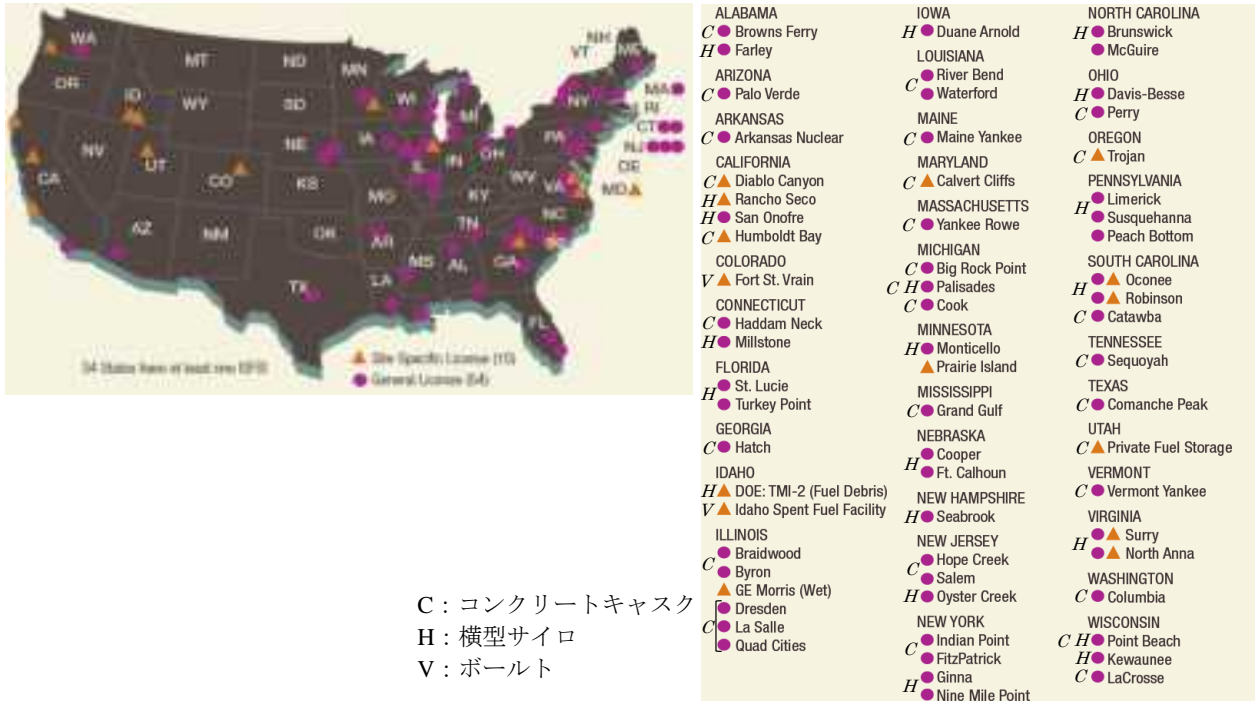 WA
MT
ND
MN
OR
ID
WY
SD
WI
MI
NH
VT
NY
MA
RI
CT
NJ
DE
MD
NV
UT
CO
NE
IA
IL
IN
OH
PA
WV
VA
CA
KS
MO
KY
NC
TN
AZ
NM
OK
AR
MS
AL
GA
LA
TX
FL
34 States have at least one ISFSI
Site Specific License (15)
General License (54)
C：コンクリートキャスク
H：横型サイロ
V：ボールト
ALABAMA
C Browns Ferry
H Farley
ARIZONA
C Palo Verde
ARKANSAS
C Arkansas Nuclear
CALIFORNIA
C Diablo Canyon
H Rancho Seco
H San Onofre
C Humboldt Bay
COLORADO
V Fort St. Vrain
CONNECTICUT
C Haddam Neck
H Millstone
FLORIDA
H St. Lucie
Turkey Point
GEORGIA
C Hatch
IDAHO
H DOE: TMI-2 (Fuel Debris)
V Idaho Spent Fuel Facility
ILLINOIS
C Braidwood
Byron
GE Morris (Wet)
Dresden
C La Salle
Quad Cities
IOWA
H Duane Arnold
LOUISIANA
C River Bend
Waterford
MAINE
C Maine Yankee
MARYLAND
C Calvert Cliffs
MASSACHUSETTS
C Yankee Rowe
MICHIGAN
C Big Rock Point
C H Palisades
C Cook
MINNESOTA
H Monticello
Prairie Island
MISSISSIPPI
C Grand Gulf
NEBRASKA
H Cooper
Ft. Calhoun
NEW HAMPSHIRE
H Seabrook
NEW JERSEY
C Hope Creek
Salem
H Oyster Creek
NEW YORK
C Indian Point
FitzPatrick
H Ginna
Nine Mile Point
NORTH CAROLINA
H Brunswick
McGuire
OHIO
H Davis-Besse
C Perry
OREGON
C Trojan
PENNSYLVANIA
H Limerick
Susquehanna
Peach Bottom
SOUTH CAROLINA
H Oconee
Robinson
C Catawba
TENNESSEE
C Sequoyah
TEXAS
C Comanche Peak
UTAH
C Private Fuel Storage
VERMONT
C Vermont Yankee
VIRGINIA
H Surry
North Anna
WASHINGTON
C Columbia
WISCONSIN
C H Point Beach
H Kewaunee
C LaCrosse